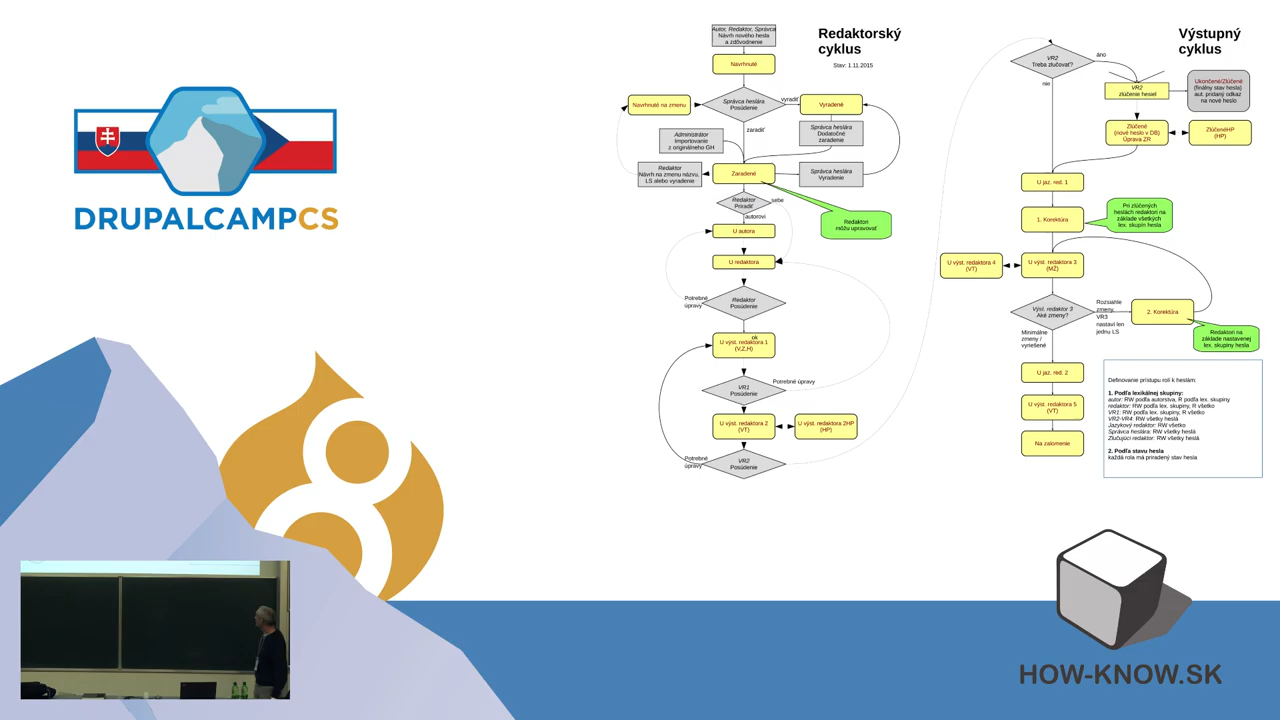 DRUPALCAMPCS
Redaktorský
cyklus
Stav: 1.11.2015
Autor, Redaktor, Správca
Návrh nového hesla
a zdôvodnenie
Navrhnuté
Správca heslára
Posúdenie
vyradiť
zaradiť
Navrhnuté na zmenu
Vyradené
Správca heslára
Dodatočné
zaradenie
Administrátor
Importovanie
z originálneho GH
Redaktor
Návrh na zmenu názvu,
LS alebo vyradenie
Zaradené
Správca heslára
Vyradenie
Redaktor
Priradiť
sebe
autorovi
Redaktori
môžu upravovať
U autora
U redaktora
Potrebné
úpravy
Redaktor
Posúdenie
ok
U výst. redaktora 1
(V,Z,H)
VR1
Posúdenie
Potrebné úpravy
U výst. redaktora 2
(VT)
U výst. redaktora 2HP
(HP)
Potrebné
úpravy
VR2
Posúdenie
Výstupný
cyklus
VR2
Treba zlučovať?
áno
nie
VR2
zlúčenie hesiel
Ukončené/Zlúčené
(finálny stav hesla)
aut. pridaný odkaz
na nové heslo
Zlúčené
(nové heslo v DB)
Úprava ZR
ZlúčenéHP
(HP)
U jaz. red. 1
1. Korektúra
Pri zlúčených
heslách redaktori na
základe všetkých
lex. skupín hesla
U výst. redaktora 4
(VT)
U výst. redaktora 3
(MŽ)
Výst. redaktor 3
Aké zmeny?
Rozsiahle
zmeny,
VR3
nastaví len
jednu LS
2. Korektúra
Redaktori na
základe nastavenej
lex. skupiny hesla
Minimálne
zmeny /
vyriešené
U jaz. red. 2
U výst. redaktora 5
(VT)
Na zalomenie
Definovanie prístupu rolí k heslám:
1. Podľa lexikálnej skupiny:
autor: RW podľa autorstva, R podľa lex. skupiny
redaktor: RW podľa lex. skupiny, R všetko
VR1: RW podľa lex. skupiny, R všetko
VR2-VR4: RW všetky heslá
Jazykový redaktor: RW všetko
Správca heslára: RW všetky heslá
Zlučujúci redaktor: RW všetky heslá
2. Podľa stavu hesla
každá rola má priradený stav hesla
HOW-KNOW.SK